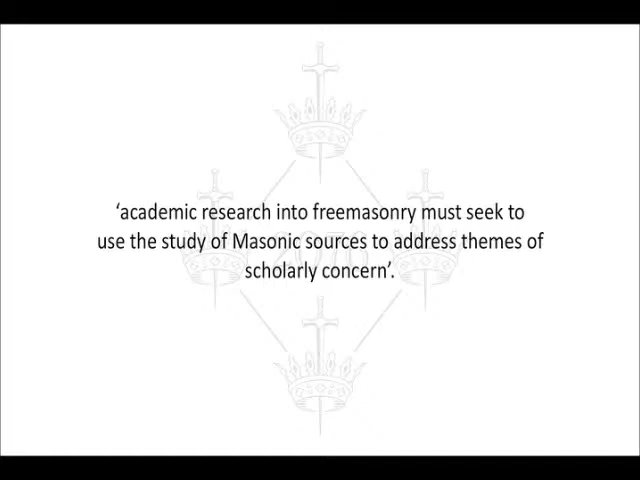 ‘academic research into freemasonry must seek to
use the study of Masonic sources to address themes of
scholarly concern’.
2076